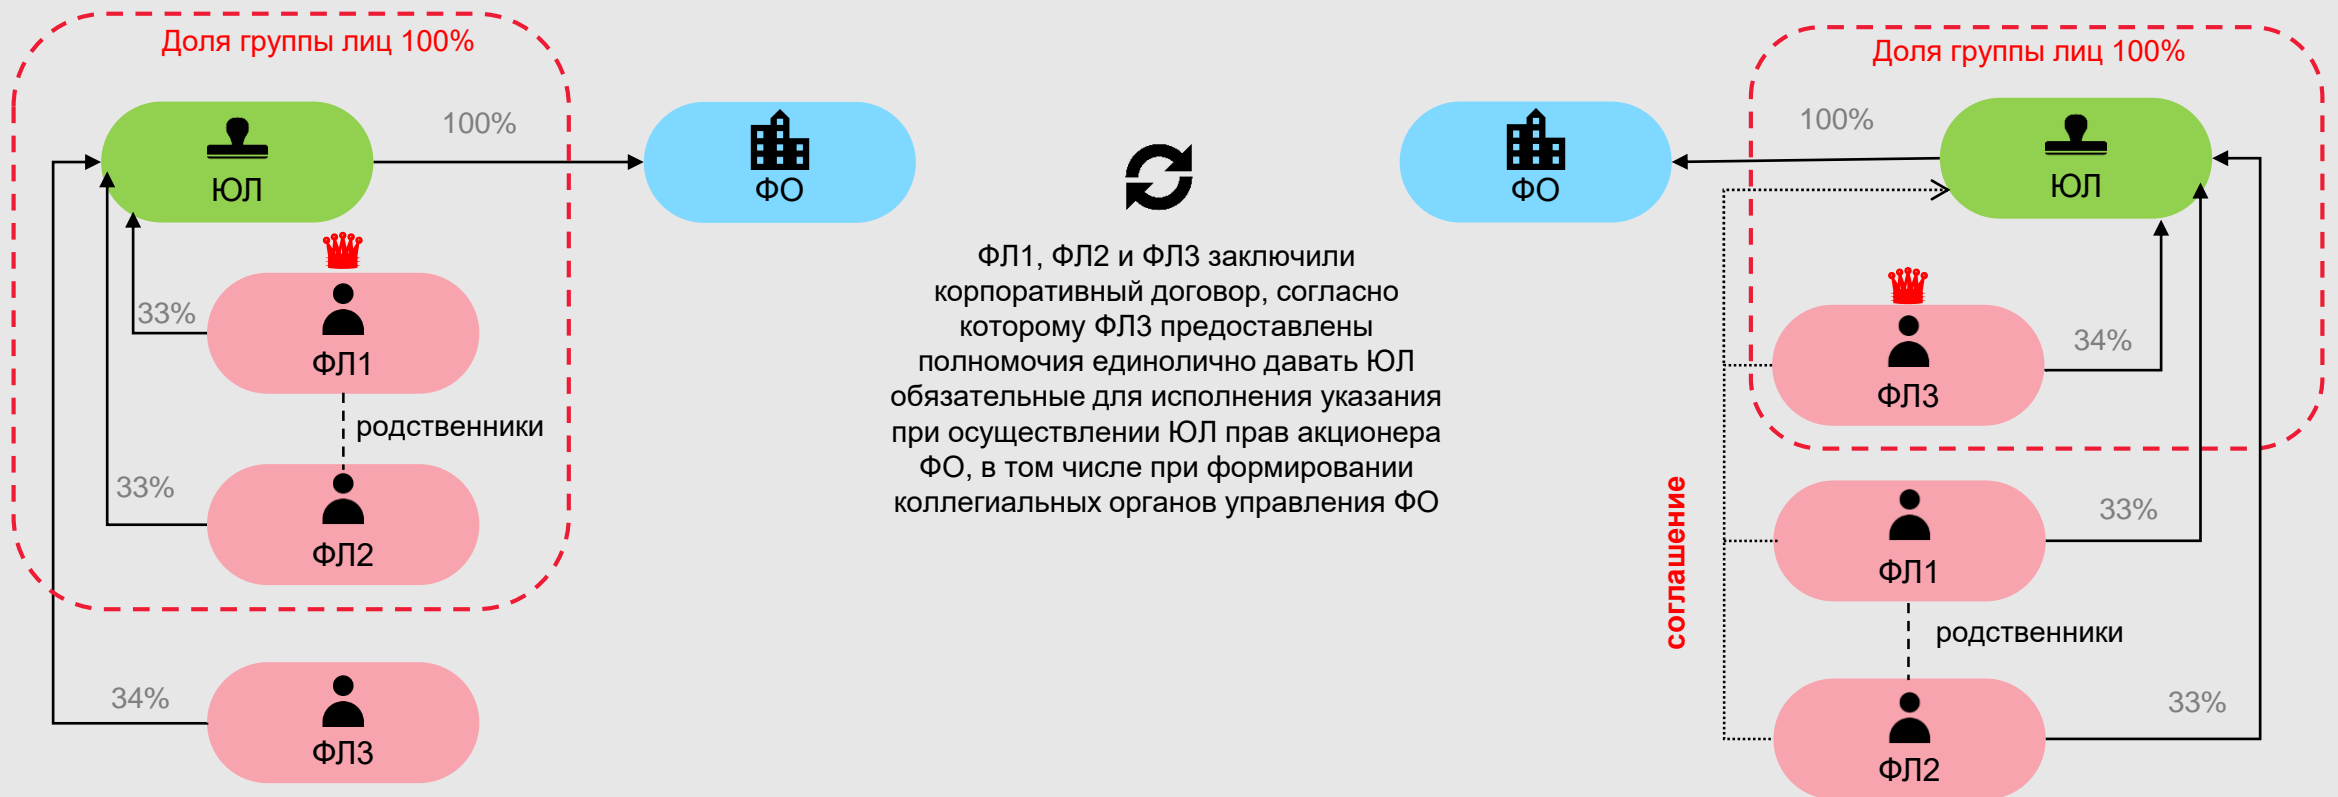 Доля группы лиц 100%
100%
ЮЛ
ФО
33%
ФЛ1
родственники
33%
ФЛ2
34%
ФЛ3
ФЛ1, ФЛ2 и ФЛ3 заключили
корпоративный договор, согласно
которому ФЛ3 предоставлены
полномочия единолично давать ЮЛ
обязательные для исполнения указания
при осуществлении ЮЛ прав акционера
ФО, в том числе при формировании
коллегиальных органов управления ФО
Доля группы лиц 100%
100%
ФО
ЮЛ
34%
ФЛ3
соглашение
33%
ФЛ1
родственники
33%
ФЛ2